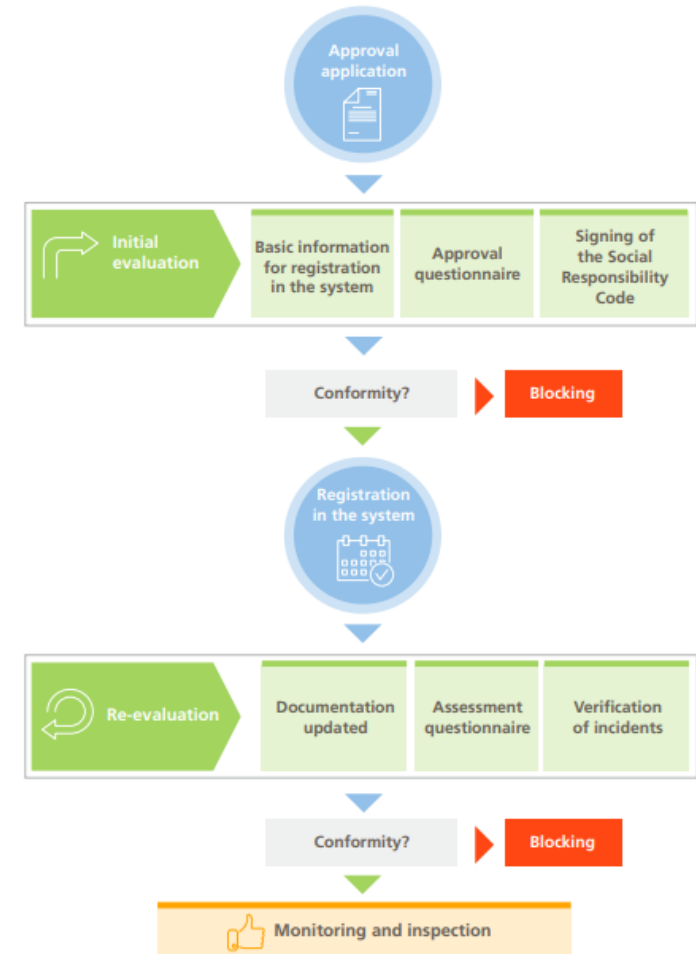 Approval
application
Initial
evaluation
Basic information
for registration
in the system
Approval
questionnaire
Signing of
the Social
Responsibility
Code
Conformity?
Blocking
Registration
in the system
Re-evaluation
Documentation
updated
Assessment
questionnaire
Verification
of incidents
Conformity?
Blocking
Monitoring and inspection